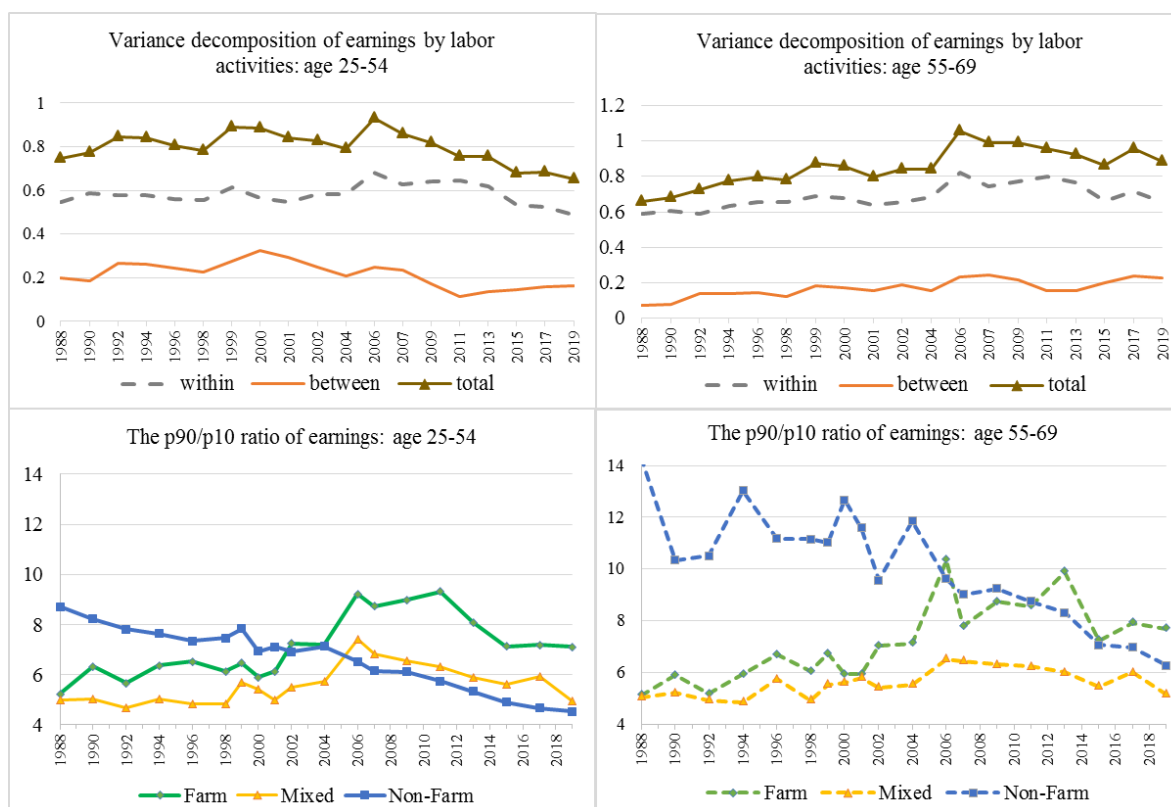 Variance decomposition of earnings by labor
activities: age 25-54
1
0.8
0.6
0.4
0.2
0
1988 1990 1992 1994 1996 1998 1999 2000 2001 2002 2004 2006 2007 2009 2011 2013 2015 2017 2019
within between total
Variance decomposition of earnings by labor
activities: age 55-69
1.2
1
0.8
0.6
0.4
0.2
0
1988 1990 1992 1994 1996 1998 1999 2000 2001 2002 2004 2006 2007 2009 2011 2013 2015 2017 2019
within between total
The p90/p10 ratio of earnings: age 25-54
14
12
10
8
6
4
1988 1990 1992 1994 1996 1998 2000 2002 2004 2006 2008 2010 2012 2014 2016 2018
Farm Mixed Non-Farm
The p90/p10 ratio of earnings: age 55-69
14
12
10
8
6
4
1988 1990 1992 1994 1996 1998 2000 2002 2004 2006 2008 2010 2012 2014 2016 2018
Farm Mixed Non-Farm